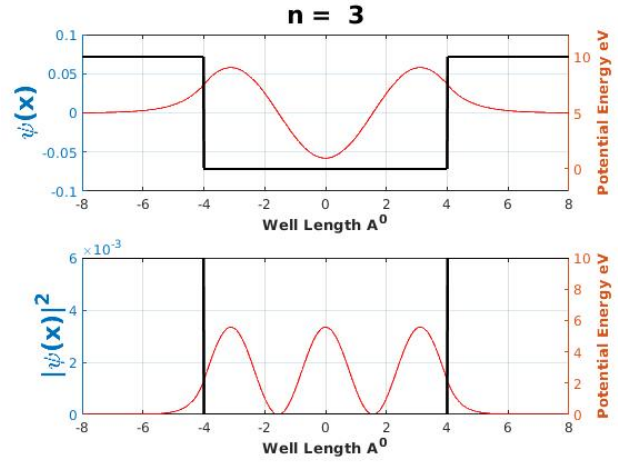 n = 3
0.1
0.05
0
-0.05
-0.1
ψ(x)
10
5
0
Potential Energy eV
-8 -6 -4 -2 0 2 4 6 8
Well Length A⁰
×10⁻³
6
4
2
0
|ψ(x)|²
10
8
6
4
2
0
Potential Energy eV
-8 -6 -4 -2 0 2 4 6 8
Well Length A⁰